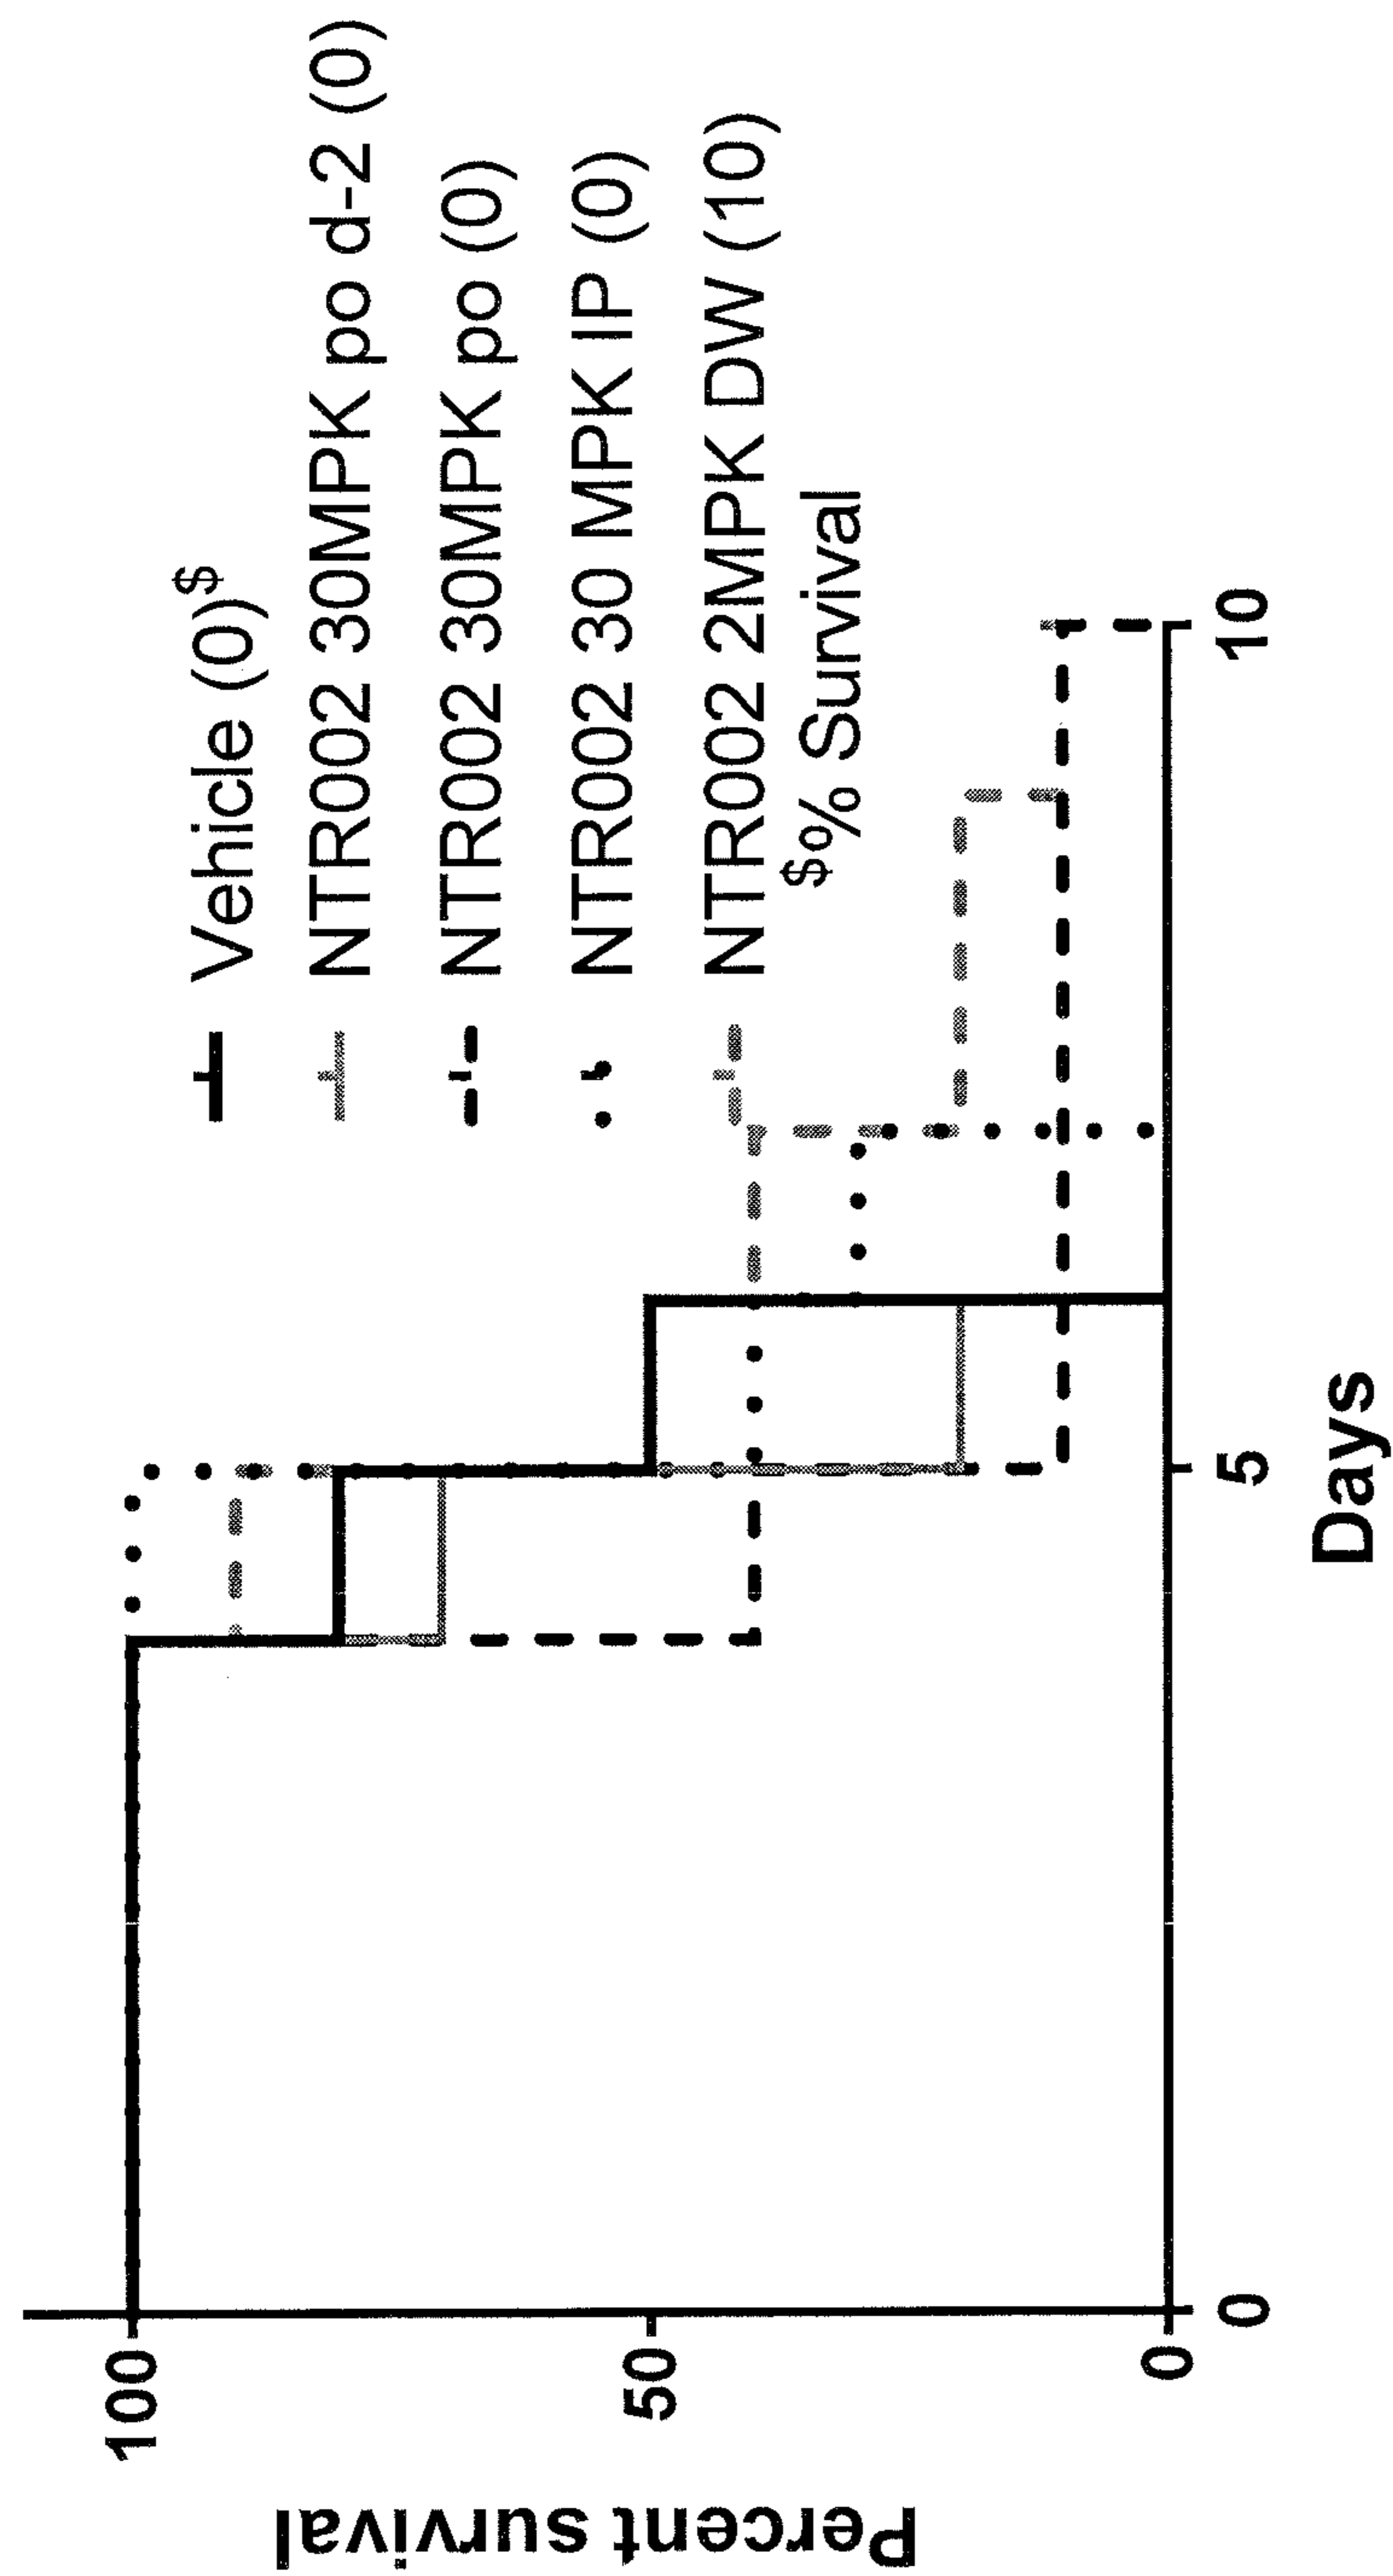 Vehicle (0)$
NTR002 30MPK po d-2 (0)
NTR002 30MPK po (0)
NTR002 30 MPK IP (0)
NTR002 2MPK DW (10)
$% Survival
Percent survival
100
50
0
0
5
10
Days